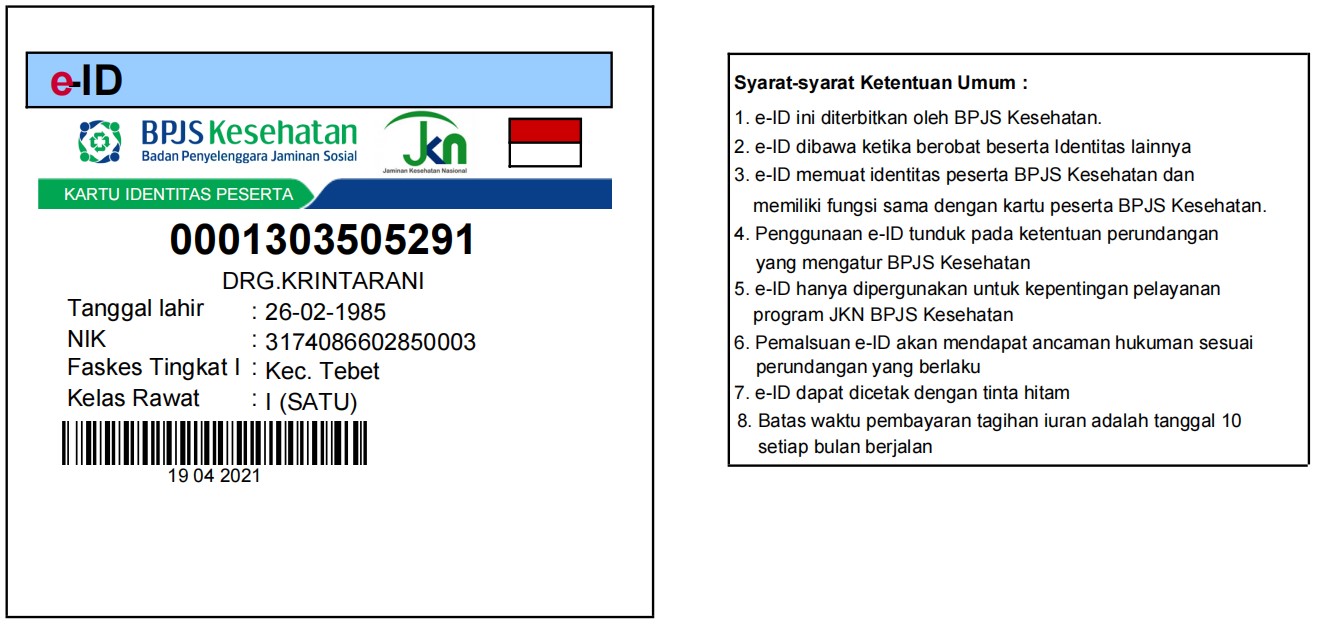 e-ID
BPJS Kesehatan
Badan Penyelenggara Jaminan Sosial
JKN
Jaminan Kesehatan Nasional
KARTU IDENTITAS PESERTA
0001303505291
DRG.KRINTARANI
Tanggal lahir : 26-02-1985
NIK : 3174086602850003
Faskes Tingkat I : Kec. Tebet
Kelas Rawat : I (SATU)
19 04 2021
Syarat-syarat Ketentuan Umum :
1. e-ID ini diterbitkan oleh BPJS Kesehatan.
2. e-ID dibawa ketika berobat beserta Identitas lainnya
3. e-ID memuat identitas peserta BPJS Kesehatan dan
memiliki fungsi sama dengan kartu peserta BPJS Kesehatan.
4. Penggunaan e-ID tunduk pada ketentuan perundangan
yang mengatur BPJS Kesehatan
5. e-ID hanya dipergunakan untuk kepentingan pelayanan
program JKN BPJS Kesehatan
6. Pemalsuan e-ID akan mendapat ancaman hukuman sesuai
perundangan yang berlaku
7. e-ID dapat dicetak dengan tinta hitam
8. Batas waktu pembayaran tagihan iuran adalah tanggal 10
setiap bulan berjalan